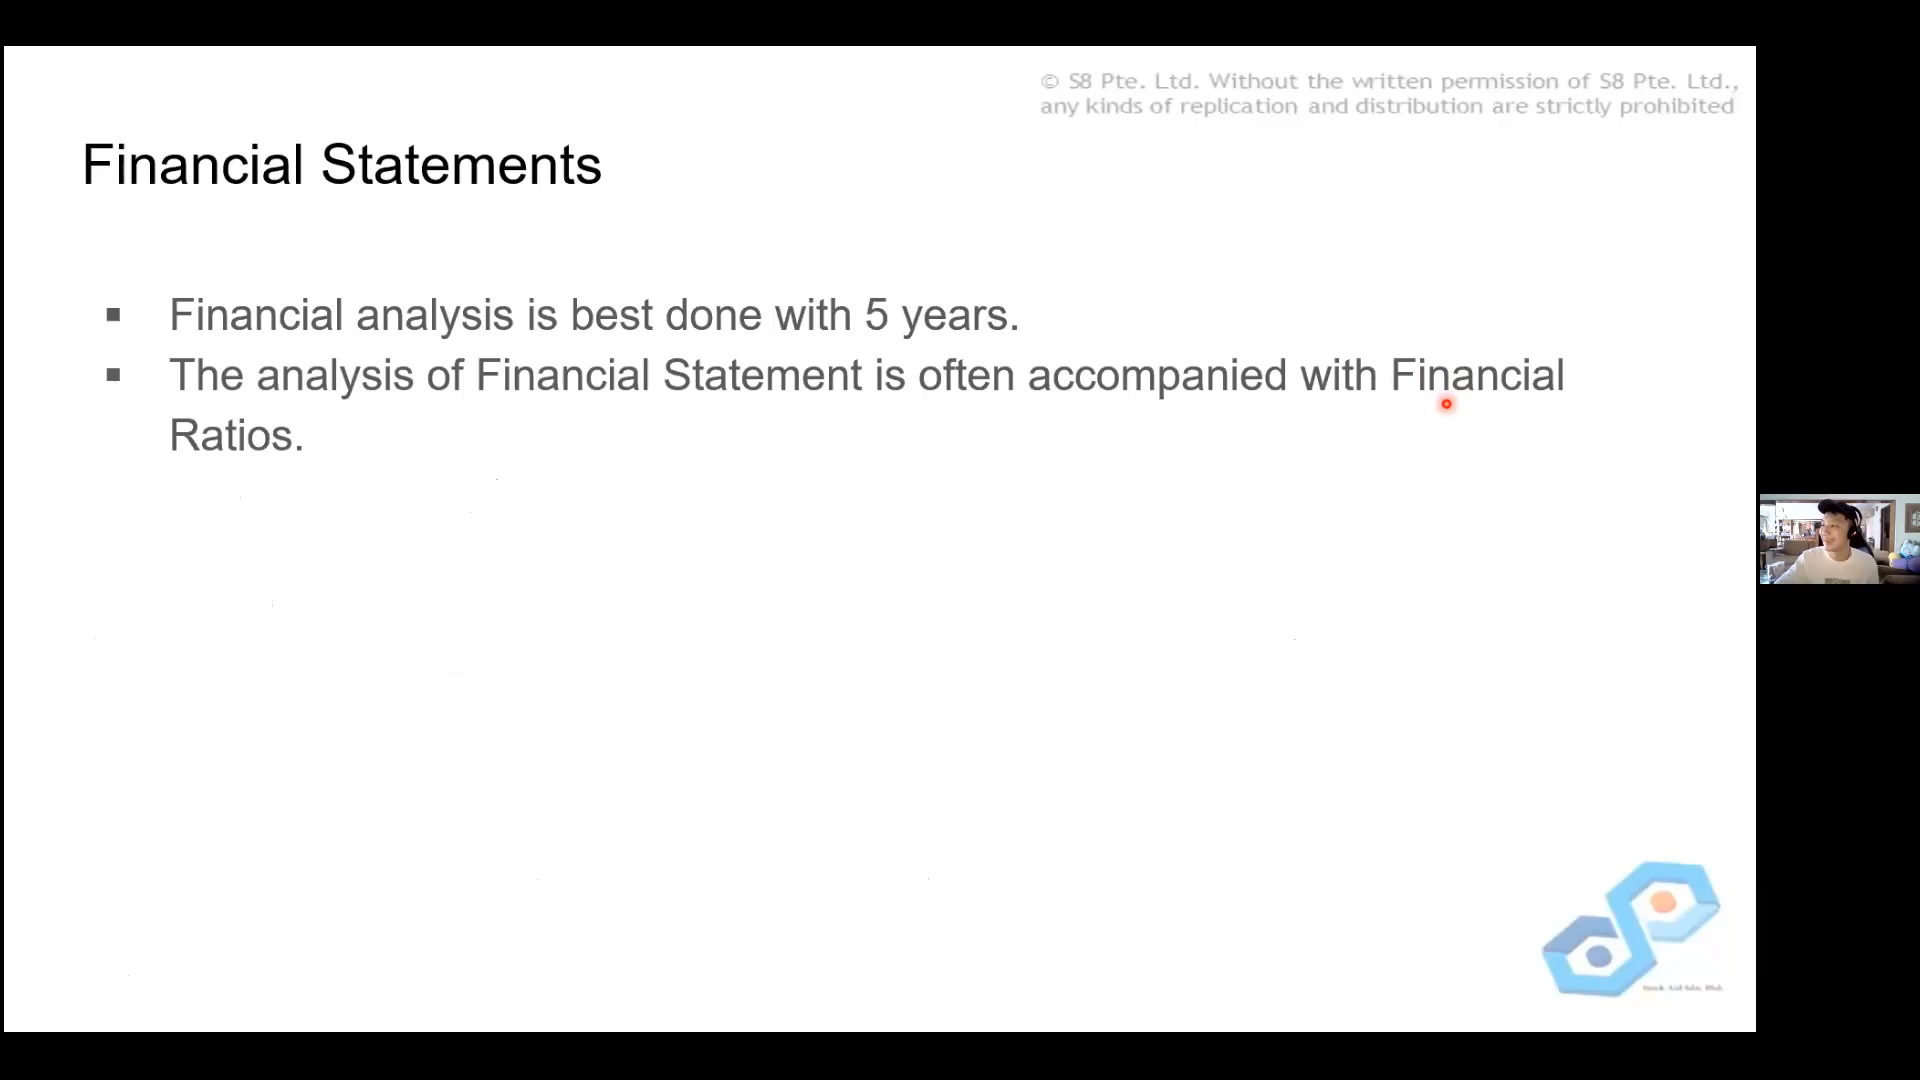 © S8 Pte. Ltd. Without the written permission of S8 Pte. Ltd.,
any kinds of replication and distribution are strictly prohibited
Financial Statements
▪ Financial analysis is best done with 5 years.
▪ The analysis of Financial Statement is often accompanied with Financial
Ratios.